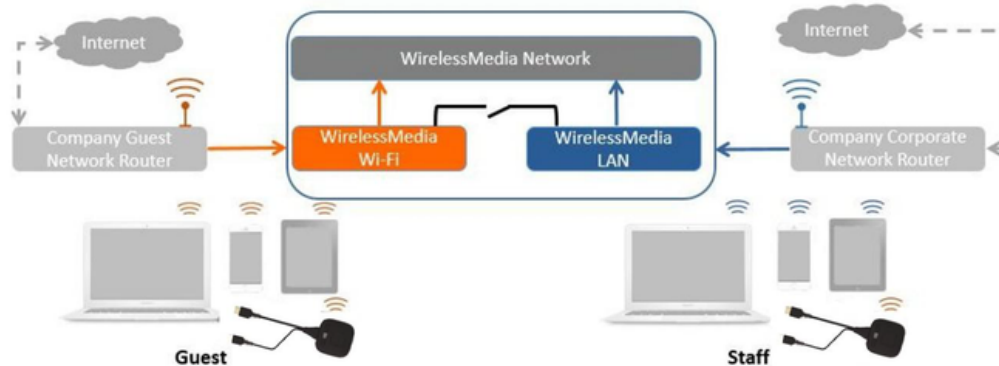 Internet
Internet
WirelessMedia Network
Company Guest
Network Router
WirelessMedia
Wi-Fi
WirelessMedia
LAN
Company Corporate
Network Router
Guest
Staff